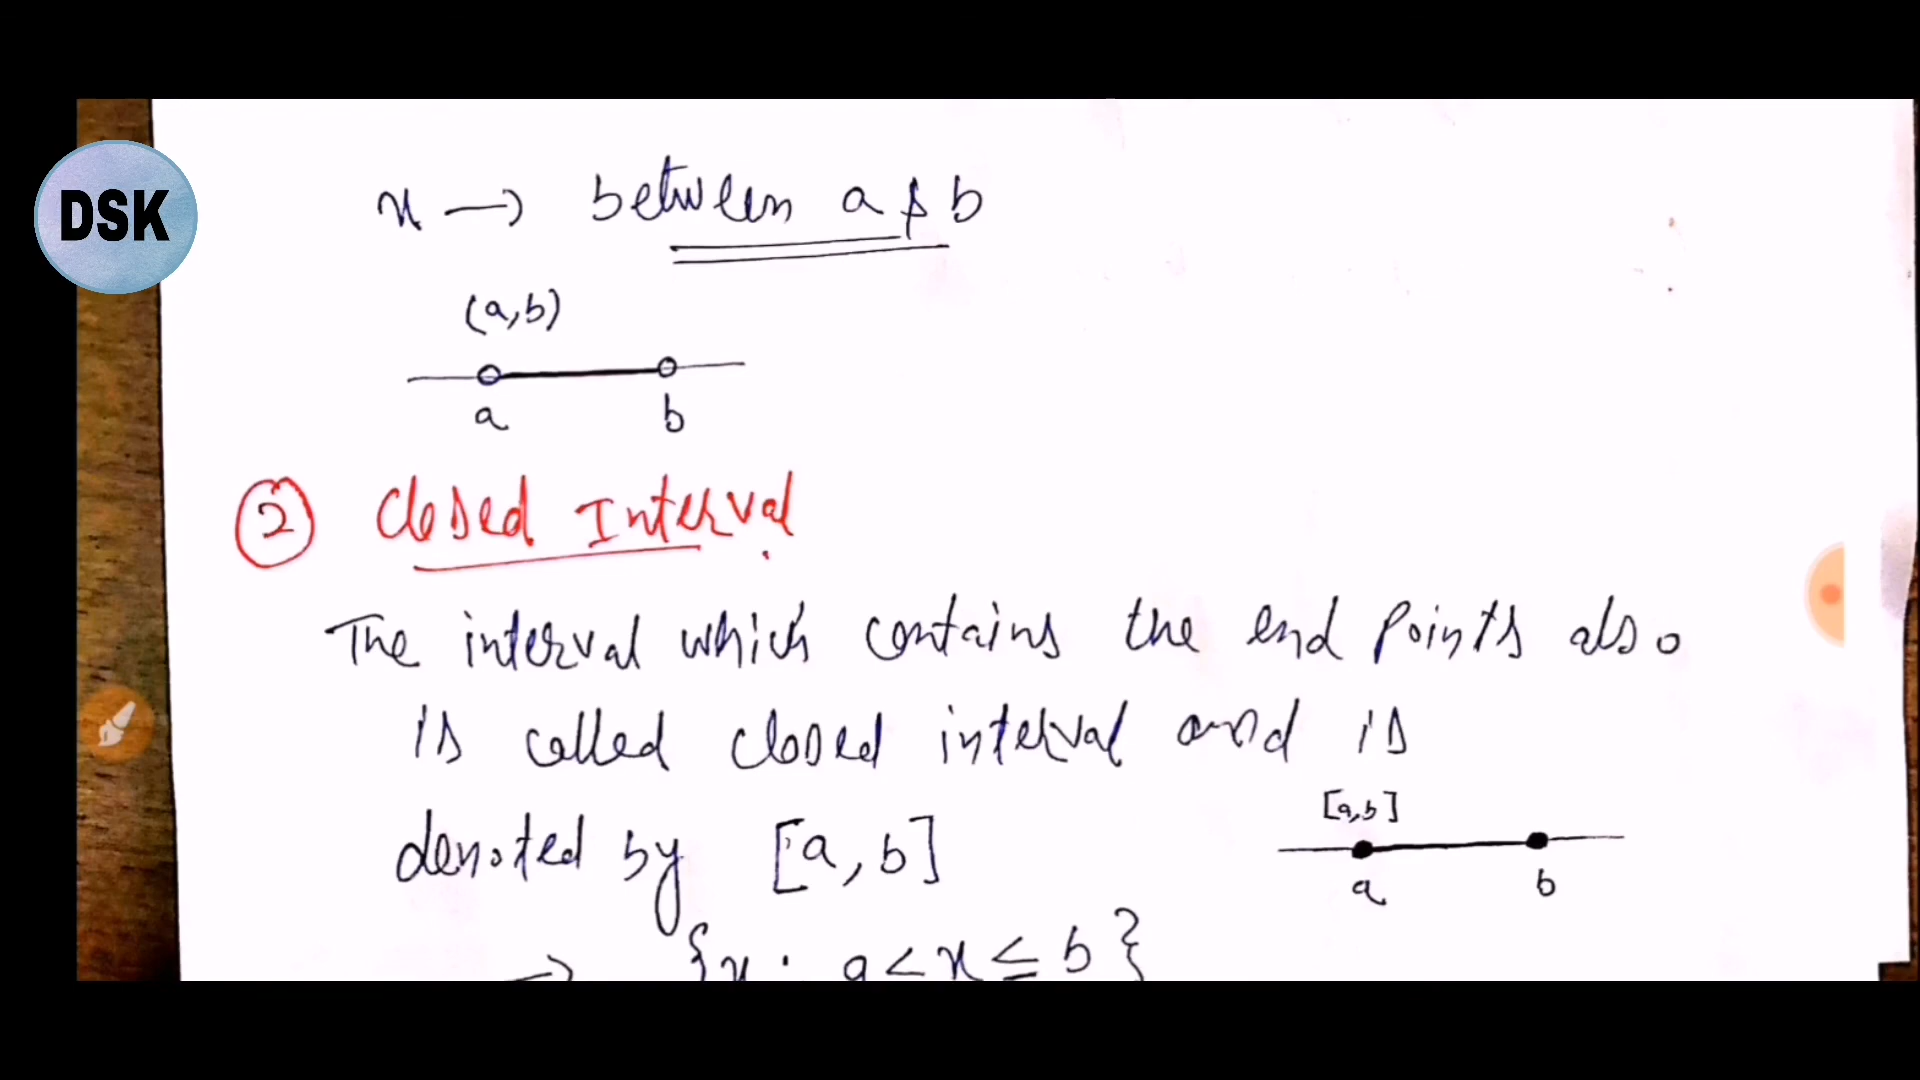 DSK
x → between a & b
(a,b)
a b
② Closed Interval
The interval which contains the end points also
is called closed interval and is
[a,b]
denoted by [a, b]
a b
→ {x : a < x ≤ b}